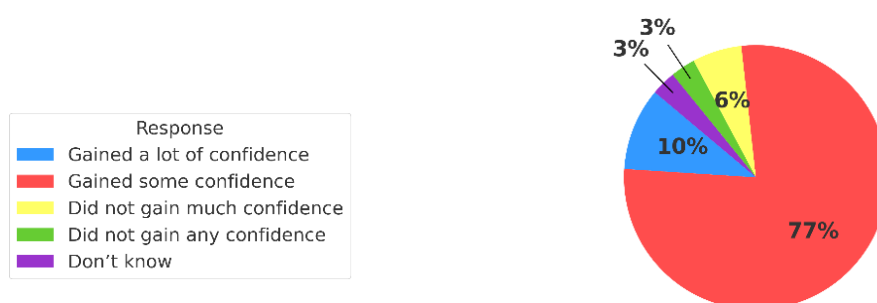 Response
Gained a lot of confidence
Gained some confidence
Did not gain much confidence
Did not gain any confidence
Don’t know
3%
3%
6%
10%
77%